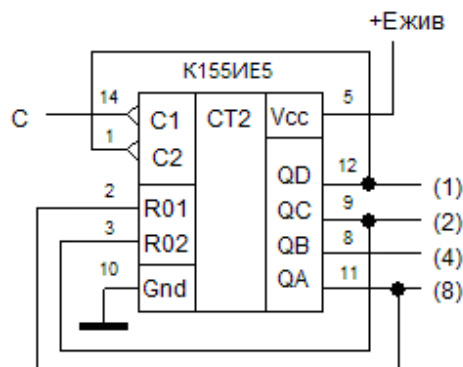 +Ежив
К155ИЕ5
C 14 C1 CT2 Vcc 5
1 C2
QD 12 (1)
2 R01 QC 9 (2)
3 R02 QB 8 (4)
10 Gnd QA 11 (8)